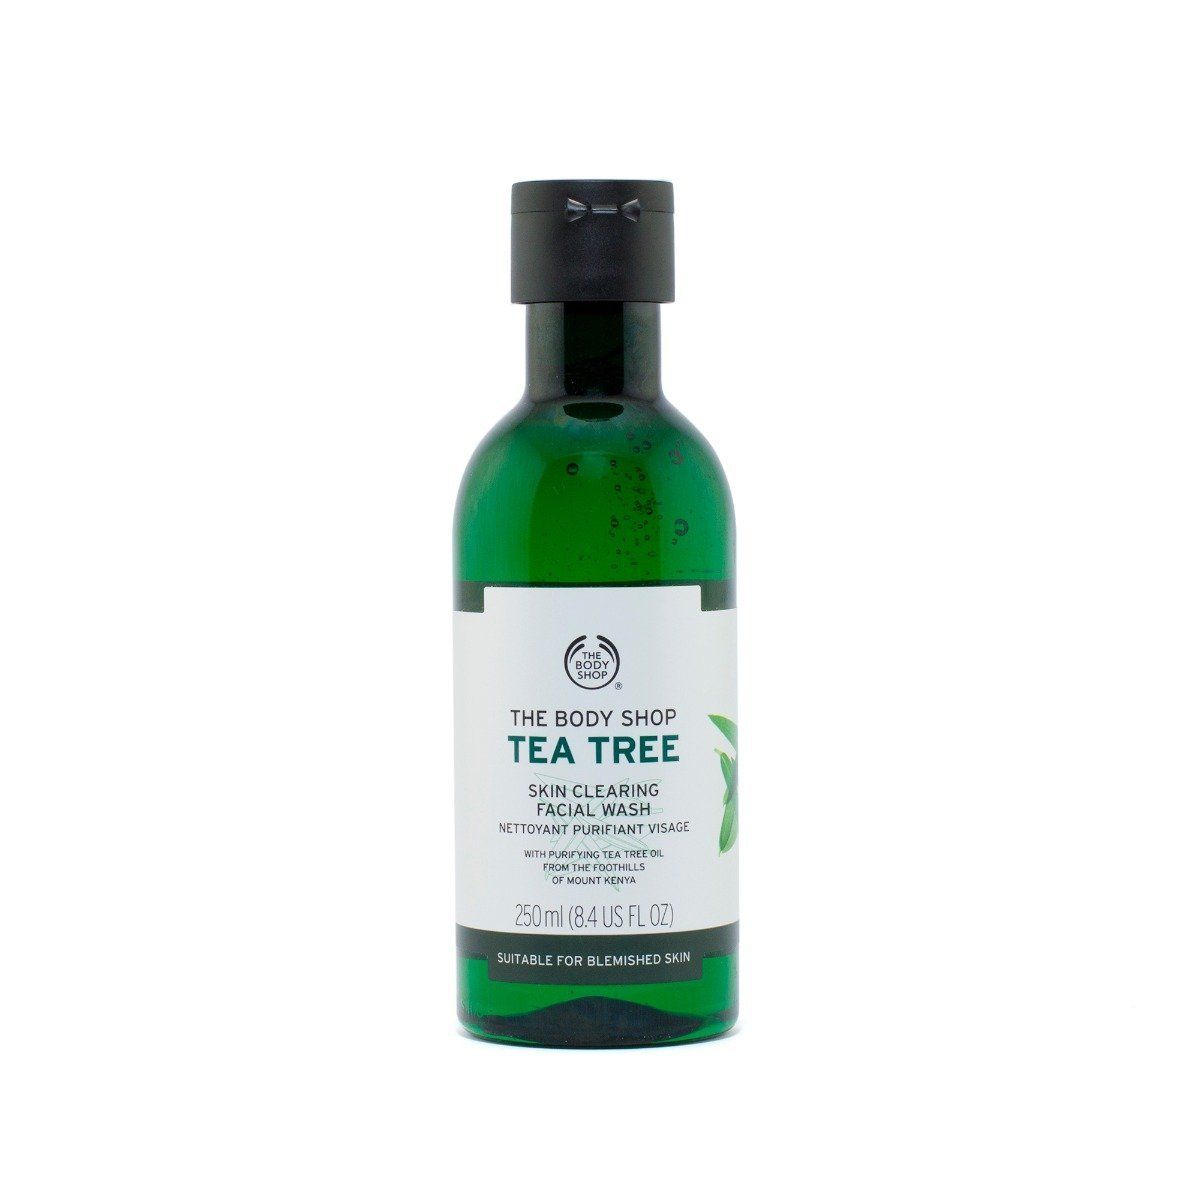 THE
BODY
SHOP
®
THE BODY SHOP
TEA TREE
SKIN CLEARING
FACIAL WASH
NETTOYANT PURIFIANT VISAGE
WITH PURIFYING TEA TREE OIL
FROM THE FOOTHILLS
OF MOUNT KENYA
250 ml (8.4 US FL OZ)
SUITABLE FOR BLEMISHED SKIN